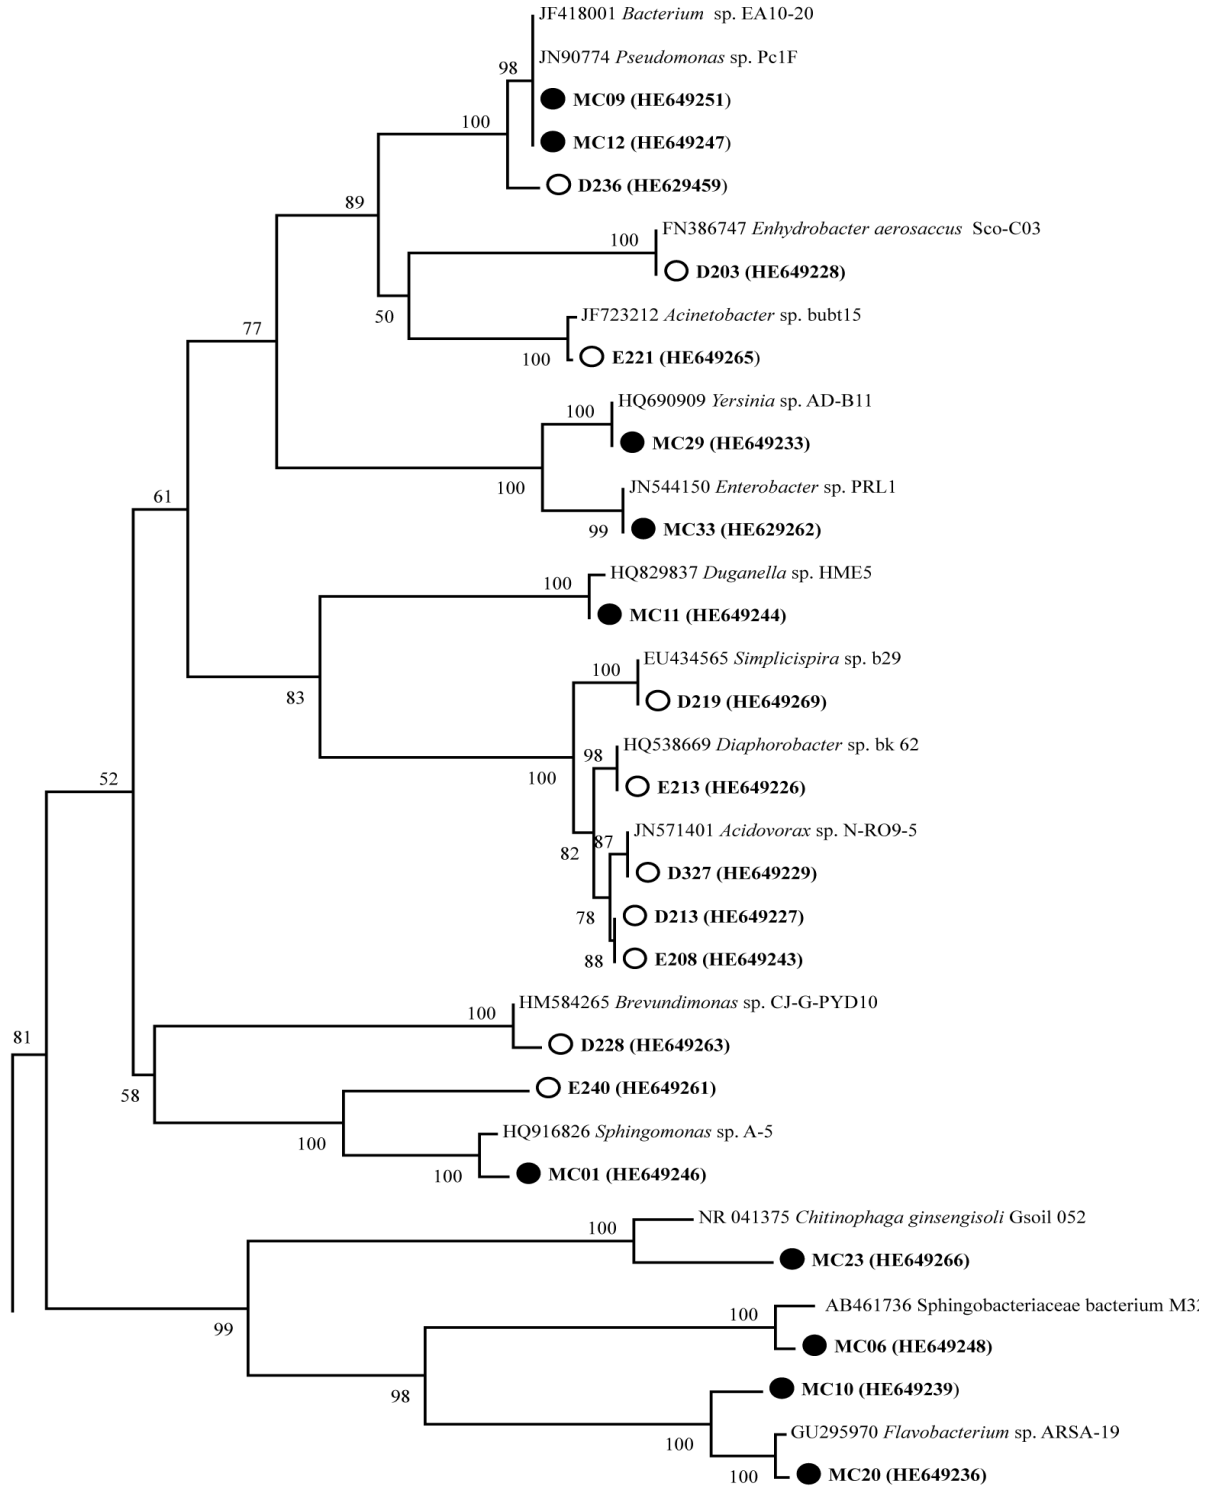 JF418001 Bacterium sp. EA10-20
JN90774 Pseudomonas sp. Pc1F
98
MC09 (HE649251)
100
MC12 (HE649247)
D236 (HE629459)
89
FN386747 Enhydrobacter aerosaccus Sco-C03
100
D203 (HE649228)
50
JF723212 Acinetobacter sp. bubt15
77
100
E221 (HE649265)
HQ690909 Yersinia sp. AD-B11
100
MC29 (HE649233)
100
JN544150 Enterobacter sp. PRL1
61
99
MC33 (HE629262)
HQ829837 Duganella sp. HME5
100
MC11 (HE649244)
EU434565 Simplicispira sp. b29
100
83
D219 (HE649269)
HQ538669 Diaphorobacter sp. bk 62
98
52
100
E213 (HE649226)
JN571401 Acidovorax sp. N-RO9-5
87
82
D327 (HE649229)
78
D213 (HE649227)
88
E208 (HE649243)
HM584265 Brevundimonas sp. CJ-G-PYD10
100
81
D228 (HE649263)
58
E240 (HE649261)
HQ916826 Sphingomonas sp. A-5
100
100
MC01 (HE649246)
NR 041375 Chitinophaga ginsengisoli Gsoil 052
100
MC23 (HE649266)
AB461736 Sphingobacteriaceae bacterium
100
99
MC06 (HE649248)
98
MC10 (HE649239)
GU295970 Flavobacterium sp. ARSA-19
100
100
MC20 (HE649236)